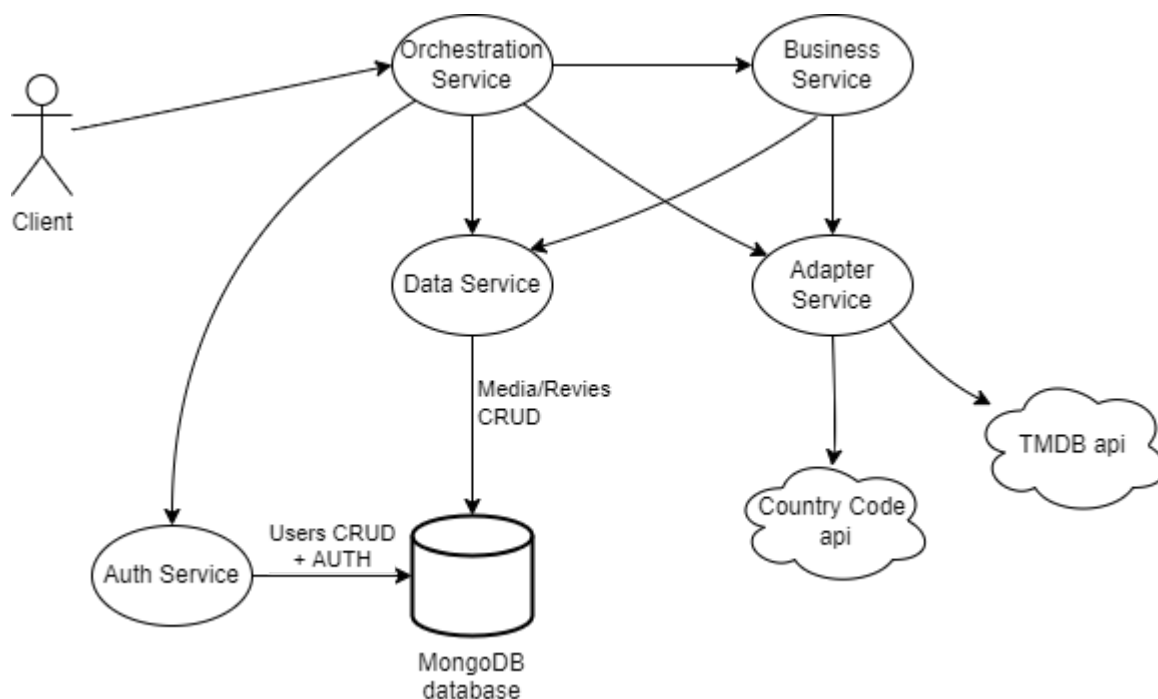 Orchestration
Service
Business
Service
Client
Data Service
Adapter
Service
Media/Revies
CRUD
TMDB api
Country Code
api
Users CRUD
+ AUTH
Auth Service
MongoDB
database